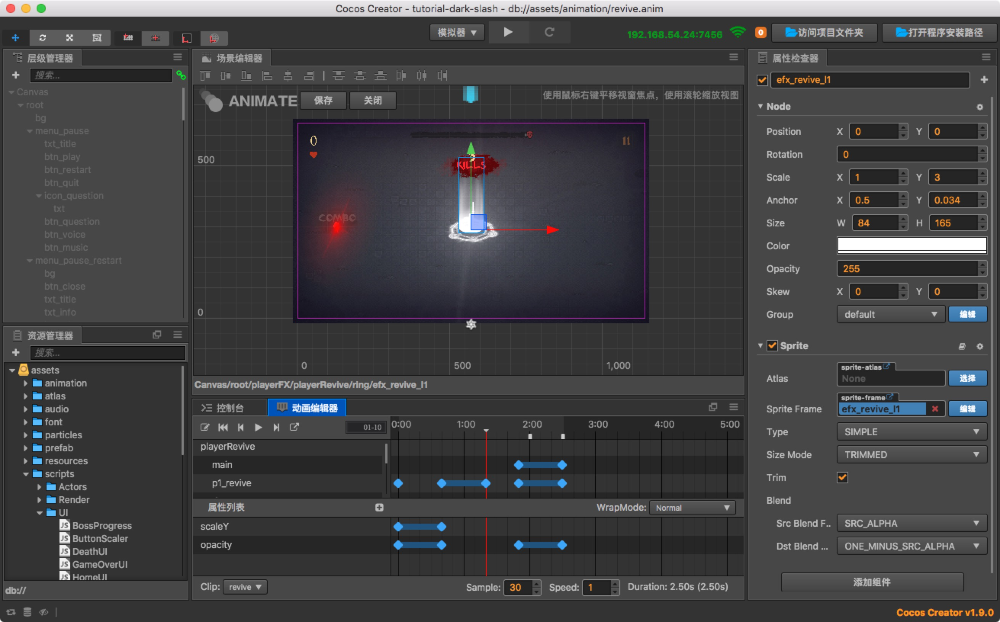 Cocos Creator - tutorial-dark-slash - db://assets/animation/revive.anim
模拟器
192.168.54.24:7456
0
访问项目文件夹
打开程序安装路径
层级管理器
搜索...
Canvas
root
bg
menu_pause
txt_title
btn_play
btn_restart
btn_quit
icon_question
txt
btn_question
btn_voice
btn_music
menu_pause_restart
bg
btn_close
txt_title
txt_info
资源管理器
搜索...
assets
animation
atlas
audio
font
particles
prefab
resources
scripts
Actors
Render
UI
JS BossProgress
JS ButtonScaler
JS DeathUI
JS GameOverUI
JS HomeUI
db://
场景编辑器
ANIMATE
保存
关闭
使用鼠标右键平移视窗焦点，使用滚轮缩放视图
0
KILLS
COMBO
500
0
0
500
1,000
Canvas/root/playerFX/playerRevive/ring/efx_revive_l1
控制台
动画编辑器
01-10
0:00
1:00
2:00
3:00
4:00
5:00
playerRevive
main
p1_revive
属性列表
WrapMode: Normal
scaleY
opacity
Clip: revive
Sample: 30
Speed: 1
Duration: 2.50s (2.50s)
属性检查器
efx_revive_l1
Node
Position X 0 Y 0
Rotation 0
Scale X 1 Y 3
Anchor X 0.5 Y 0.034
Size W 84 H 165
Color
Opacity 255
Skew X 0 Y 0
Group default 编辑
Sprite
sprite-atlas
Atlas None 选择
sprite-frame
Sprite Frame efx_revive_l1 编辑
Type SIMPLE
Size Mode TRIMMED
Trim
Blend
Src Blend F.. SRC_ALPHA
Dst Blend ... ONE_MINUS_SRC_ALPHA
添加组件
Cocos Creator v1.9.0